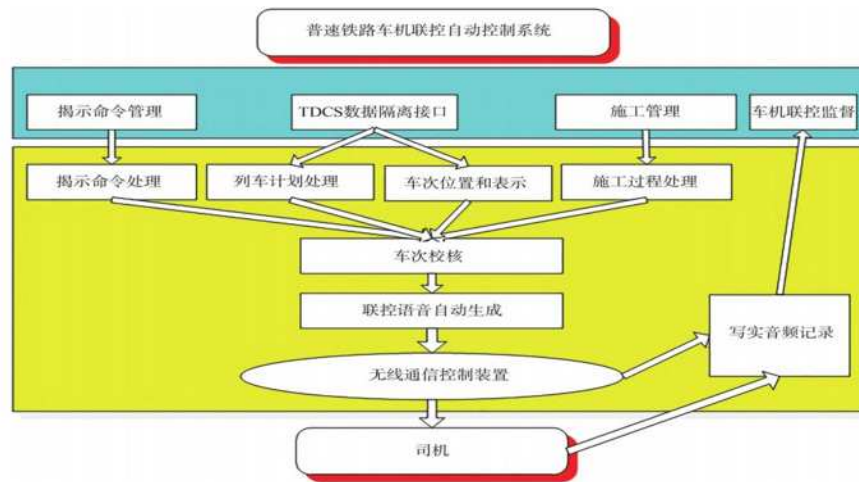 普速铁路车机联控自动控制系统
揭示命令管理
TDCS数据隔离接口
施工管理
车机联控监督
揭示命令处理
列车计划处理
车次位置和表示
施工过程处理
车次校核
联控语音自动生成
写实音频记录
无线通信控制装置
司机